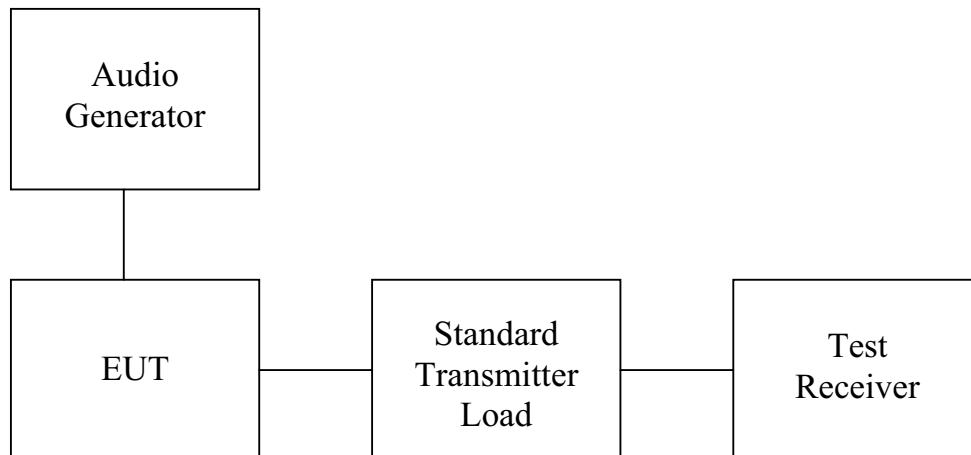 Audio
Generator
EUT
Standard
Transmitter
Load
Test
Receiver